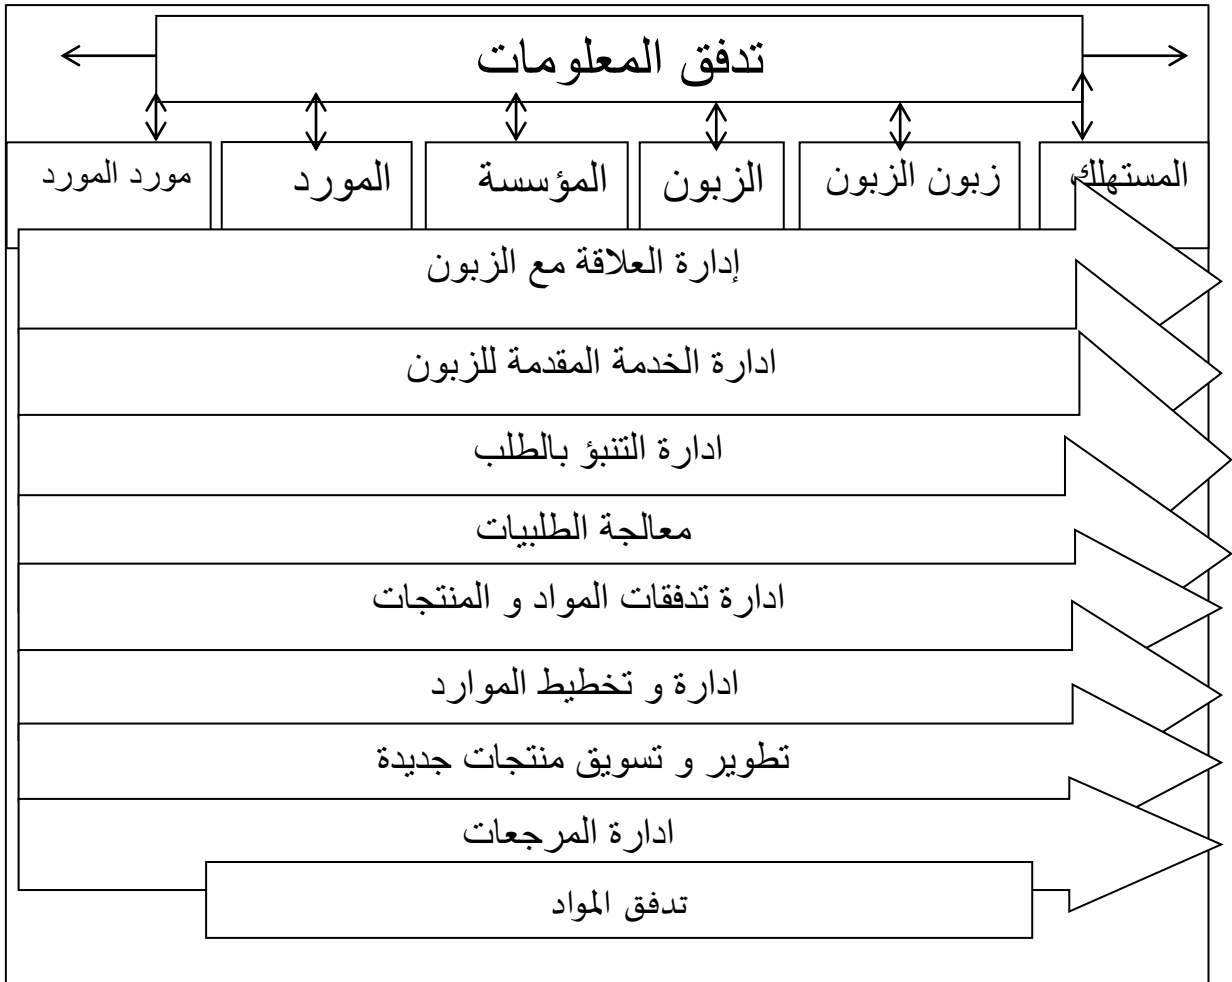 تدفق المعلومات
المستهلك
زبون الزبون
الزبون
المؤسسة
المورد
مورد المورد
إدارة العلاقة مع الزبون
ادارة الخدمة المقدمة للزبون
ادارة التنبؤ بالطلب
معالجة الطلبيات
ادارة تدفقات المواد و المنتجات
ادارة و تخطيط الموارد
تطوير و تسويق منتجات جديدة
ادارة المرجعات
تدفق المواد